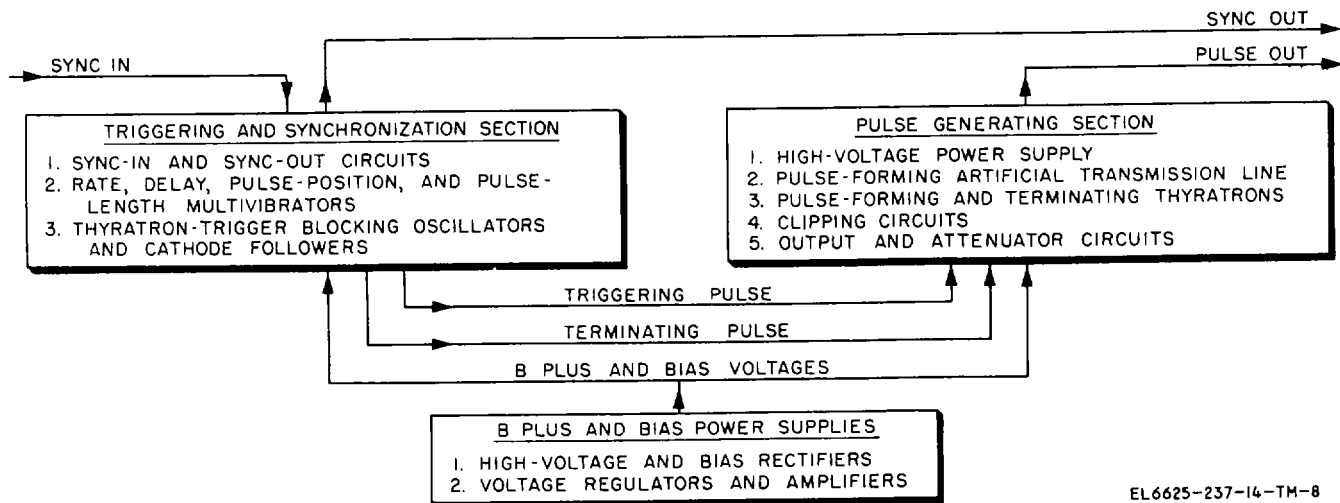 SYNC OUT
SYNC IN
PULSE OUT
TRIGGERING AND SYNCHRONIZATION SECTION
1. SYNC-IN AND SYNC-OUT CIRCUITS
2. RATE, DELAY, PULSE-POSITION, AND PULSE-
LENGTH MULTIVIBRATORS
3. THYRATRON-TRIGGER BLOCKING OSCILLATORS
AND CATHODE FOLLOWERS
PULSE GENERATING SECTION
1. HIGH-VOLTAGE POWER SUPPLY
2. PULSE-FORMING ARTIFICIAL TRANSMISSION LINE
3. PULSE-FORMING AND TERMINATING THYRATRONS
4. CLIPPING CIRCUITS
5. OUTPUT AND ATTENUATOR CIRCUITS
TRIGGERING PULSE
TERMINATING PULSE
B PLUS AND BIAS VOLTAGES
B PLUS AND BIAS POWER SUPPLIES
1. HIGH-VOLTAGE AND BIAS RECTIFIERS
2. VOLTAGE REGULATORS AND AMPLIFIERS
EL6625-237-14-TM-8